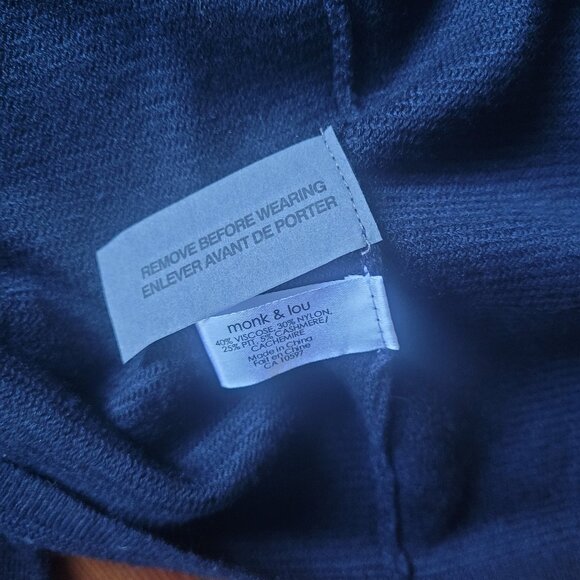 REMOVE BEFORE WEARING
ENLEVER AVANT DE PORTER
monk & lou
40% VISCOSE, 30% NYLON,
25% PTT, 5% CASHMERE/
CACHEMIRE
Made in China
Fait en Chine
CA 10597